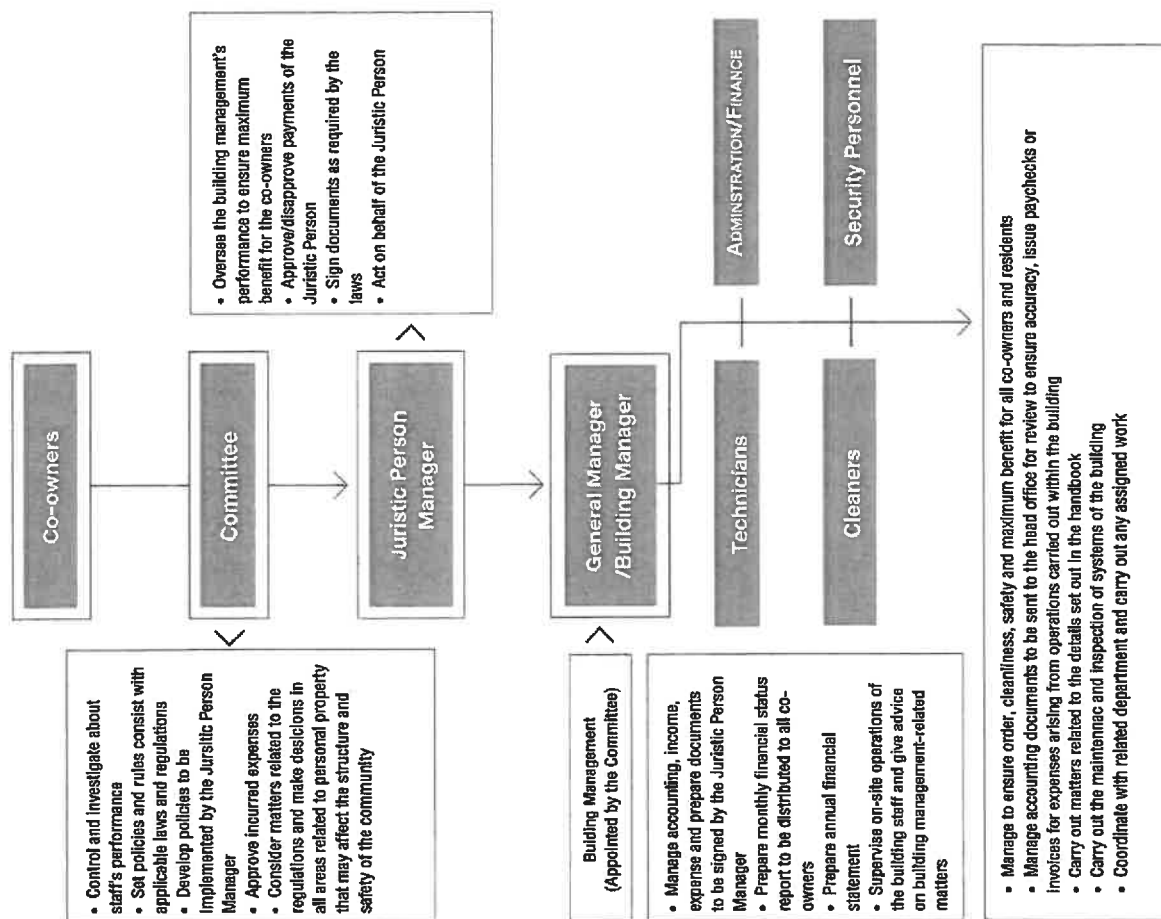 Co-owners
Committee
• Control and investigate about
staff's performance
• Set policies and rules consist with
applicable laws and regulations
• Develop policies to be
Implemented by the Jursitic Person
Manager
• Approve incurred expenses
• Consider matters related to the
regulations and make desicions in
all areas related to personal property
that may affect the structure and
safety of the community
Juristic Person
Manager
• Oversee the building management's
performance to ensure maximum
benefit for the co-owners
• Approve/disapprove payments of the
Juristic Person
• Sign documents as required by the
laws
• Act on behalf of the Juristic Person
Buiding Management
(Appointed by the Committee)
General Manager
/Building Manager
• Manage accounting, income,
expense and prepare documents
to be signed by the Juristic Person
Manager
• Prepare monthly financial status
report to be distributed to all co-
owners
• Prepare annual financial
statement
• Supervise on-site operations of
the building staff and give advice
on building management-related
matters
Technicians
ADMINSTRATION/FINANCE
Cleaners
Security Personnel
• Manage to ensure order, cleanliness, safety and maximum benefit for all co-owners and residents
• Manage accounting documents to be sent to the head office for review to ensure accuracy, issue paychecks or
invoices for expenses arising from operations carried out within the building
• Carry out matters related to the details set out in the handbook
• Carry out the maintennac and inspection of systems of the building
• Coordinate with related department and carry out any assigned work